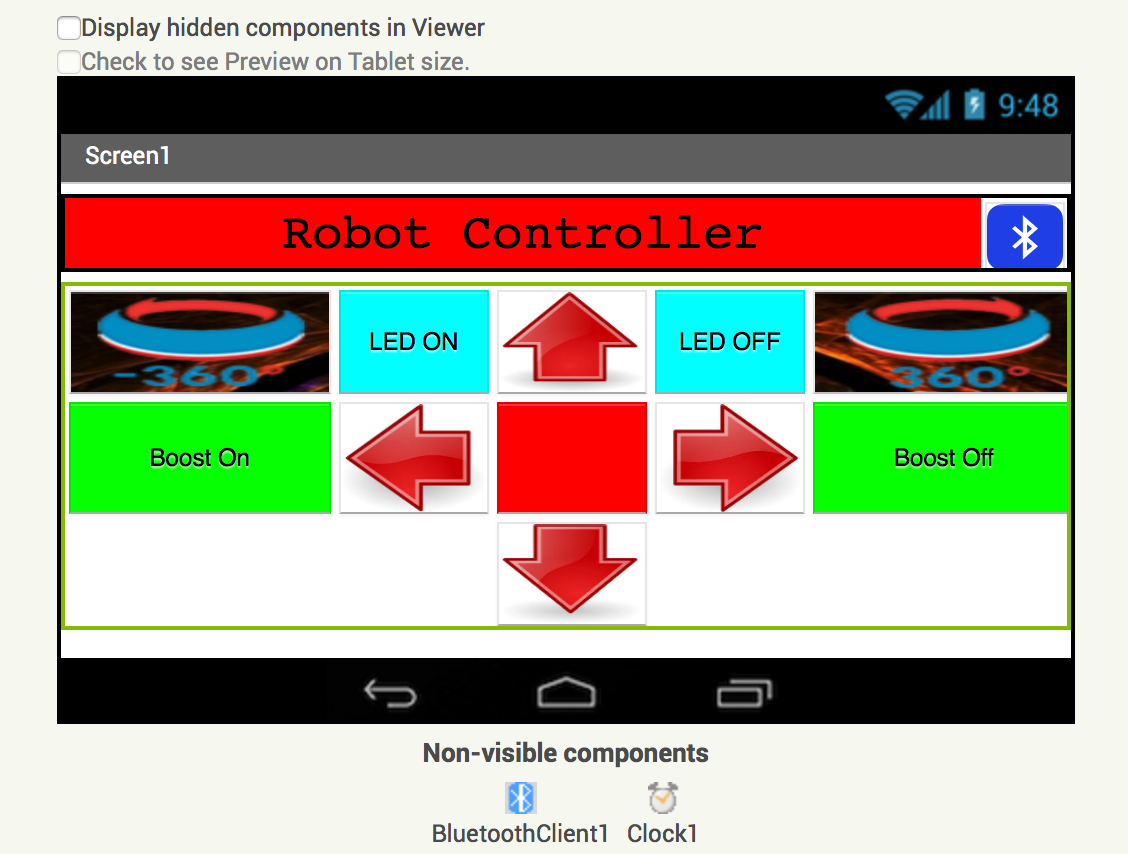 Display hidden components in Viewer
Check to see Preview on Tablet size.
9:48
Screen1
Robot Controller
-360°
LED ON
LED OFF
360°
Boost On
Boost Off
Non-visible components
BluetoothClient1
Clock1